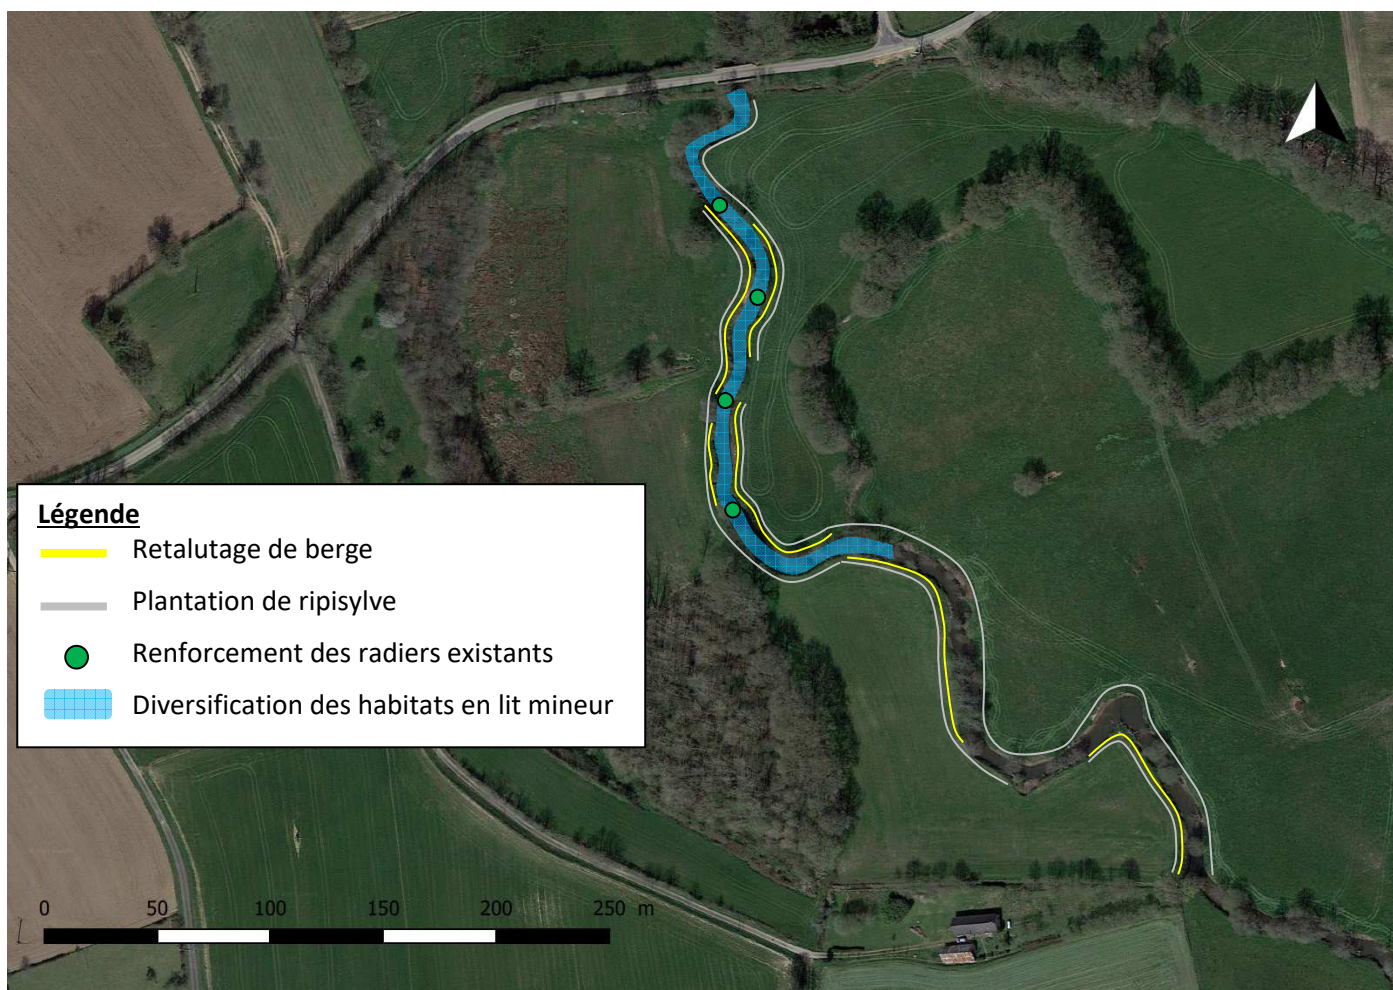 Légende
Retalutage de berge
Plantation de ripisylve
Renforcement des radiers existants
Diversification des habitats en lit mineur
0 50 100 150 200 250 m